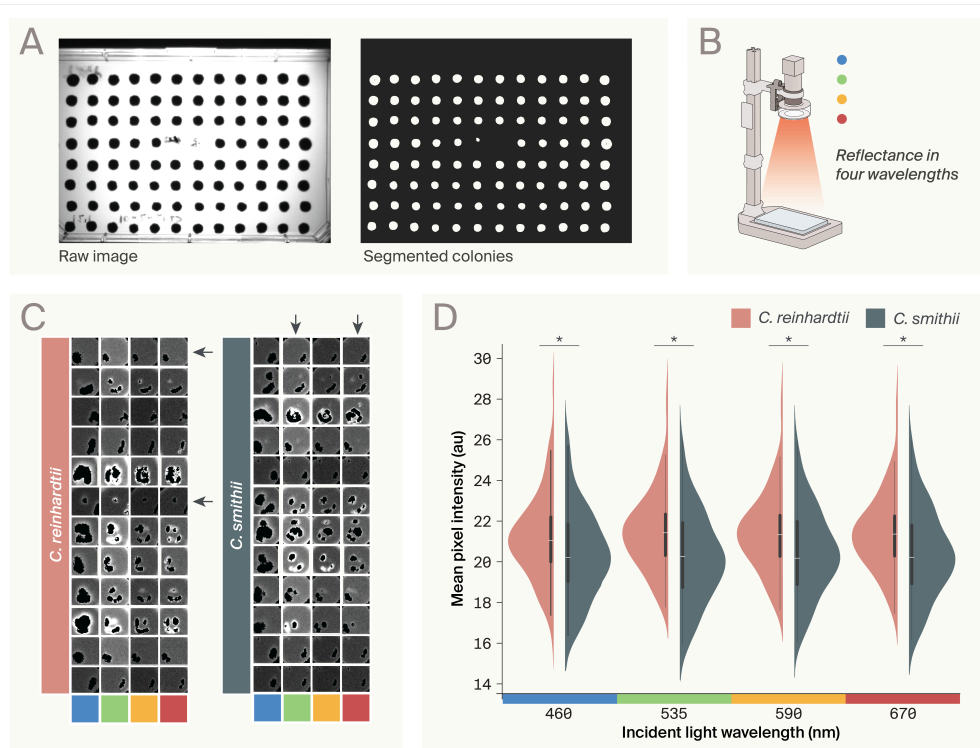 A
Raw image
Segmented colonies
B
Reflectance in
four wavelengths
C
C. reinhardtii
C. smithii
D
C. reinhardtii
C. smithii
* * * *
Mean pixel intensity (au)
30
28
26
24
22
20
18
16
14
460 535 590 670
Incident light wavelength (nm)